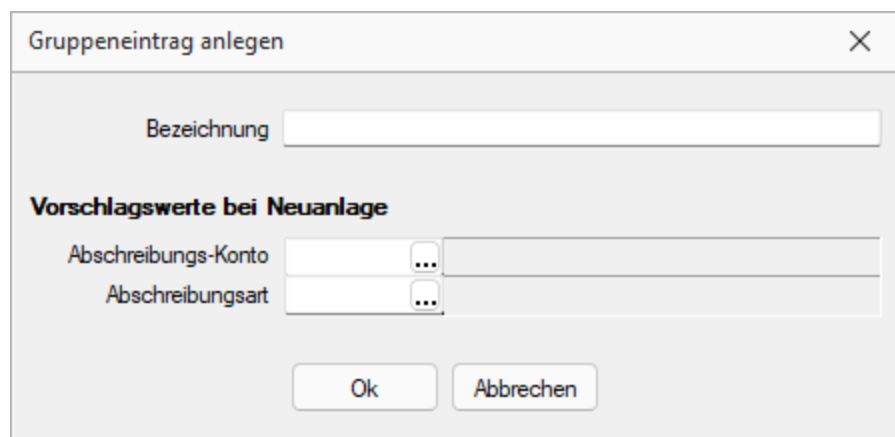 Gruppeneintrag anlegen
Bezeichnung
Vorschlagswerte bei Neuanlage
Abschreibungs-Konto ...
Abschreibungsart ...
Ok Abbrechen